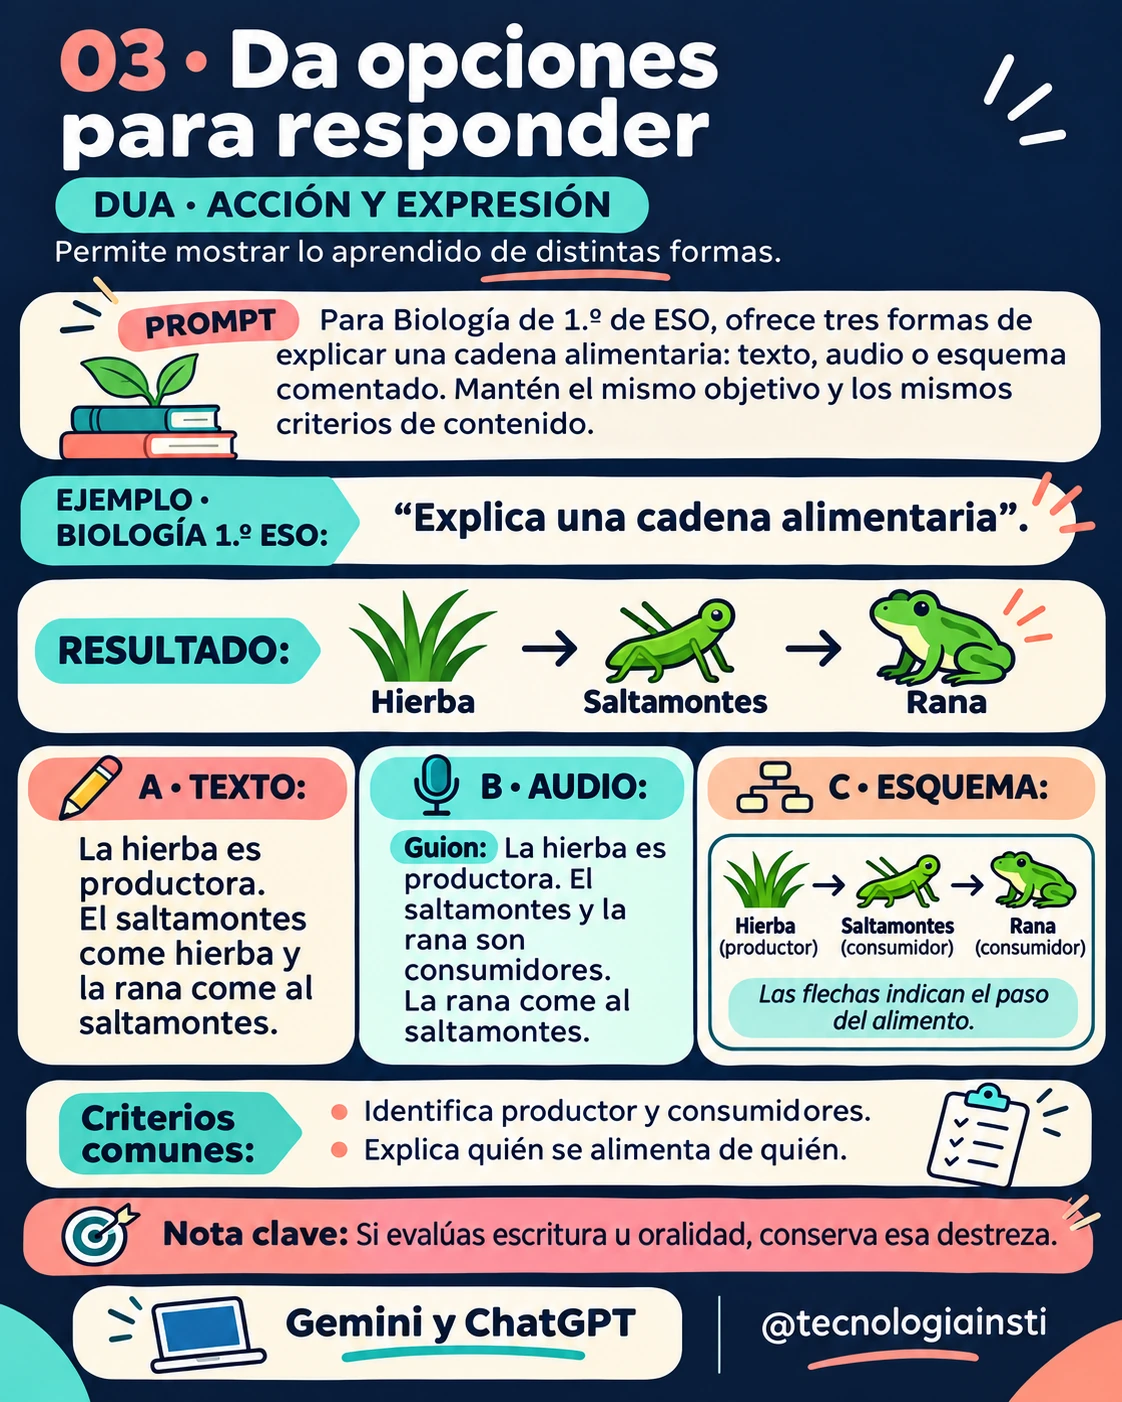 03 · Da opciones
para responder
DUA · ACCIÓN Y EXPRESIÓN
Permite mostrar lo aprendido de distintas formas.
PROMPT Para Biología de 1.º de ESO, ofrece tres formas de
explicar una cadena alimentaria: texto, audio o esquema
comentado. Mantén el mismo objetivo y los mismos
criterios de contenido.
EJEMPLO ·
BIOLOGÍA 1.º ESO:
“Explica una cadena alimentaria”.
RESULTADO:
Hierba
Saltamontes
Rana
A · TEXTO:
La hierba es
productora.
El saltamontes
come hierba y
la rana come al
saltamontes.
B · AUDIO:
Guion: La hierba es
productora. El
saltamontes y la
rana son
consumidores.
La rana come al
saltamontes.
C · ESQUEMA:
Hierba
(productor)
Saltamontes
(consumidor)
Rana
(consumidor)
Las flechas indican el paso
del alimento.
Criterios
comunes:
Identifica productor y consumidores.
Explica quién se alimenta de quién.
Nota clave: Si evalúas escritura u oralidad, conserva esa destreza.
Gemini y ChatGPT
@tecnologiainsti